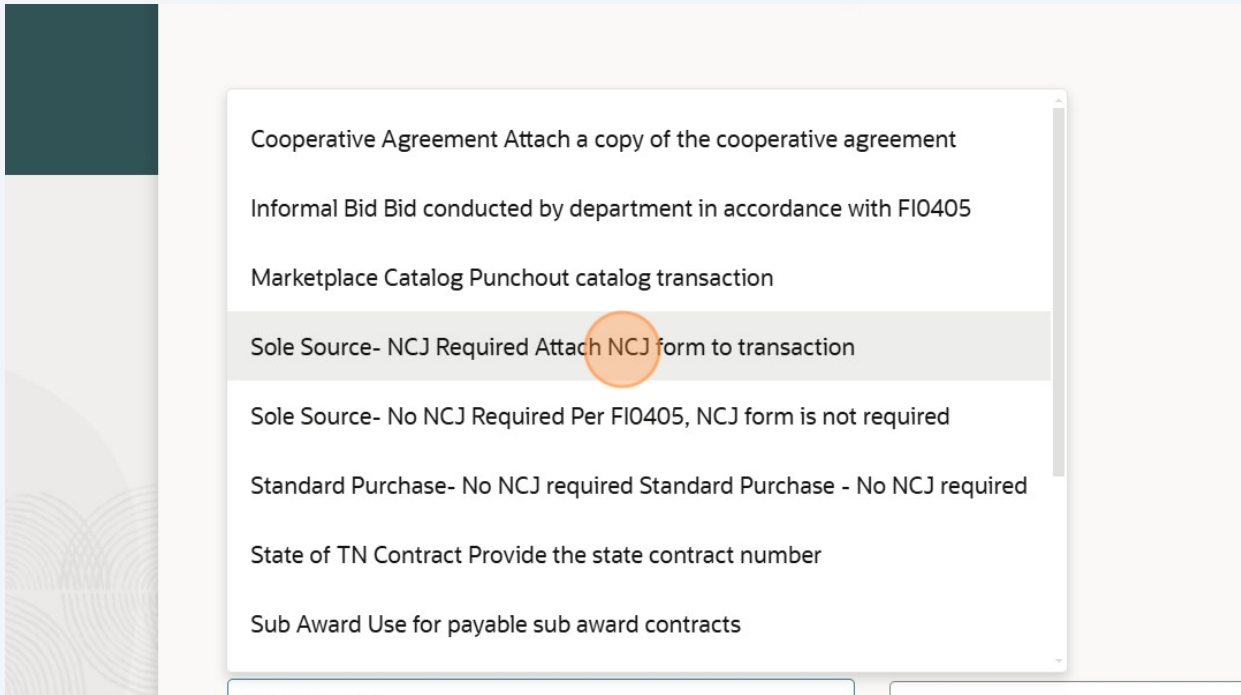 Cooperative Agreement Attach a copy of the cooperative agreement
Informal Bid Bid conducted by department in accordance with FI0405
Marketplace Catalog Punchout catalog transaction
Sole Source- NCJ Required Attach NCJ form to transaction
Sole Source- No NCJ Required Per FI0405, NCJ form is not required
Standard Purchase- No NCJ required Standard Purchase - No NCJ required
State of TN Contract Provide the state contract number
Sub Award Use for payable sub award contracts